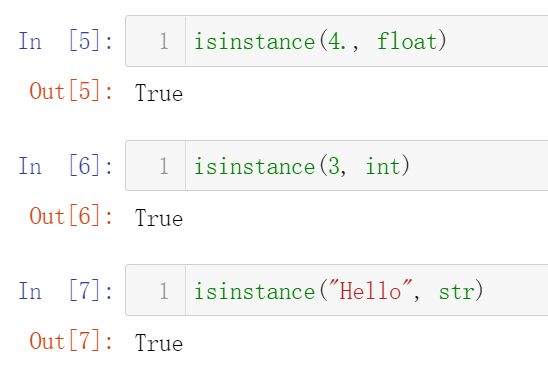 In [5]: 1 isinstance(4., float)
Out[5]: True
In [6]: 1 isinstance(3, int)
Out[6]: True
In [7]: 1 isinstance("Hello", str)
Out[7]: True